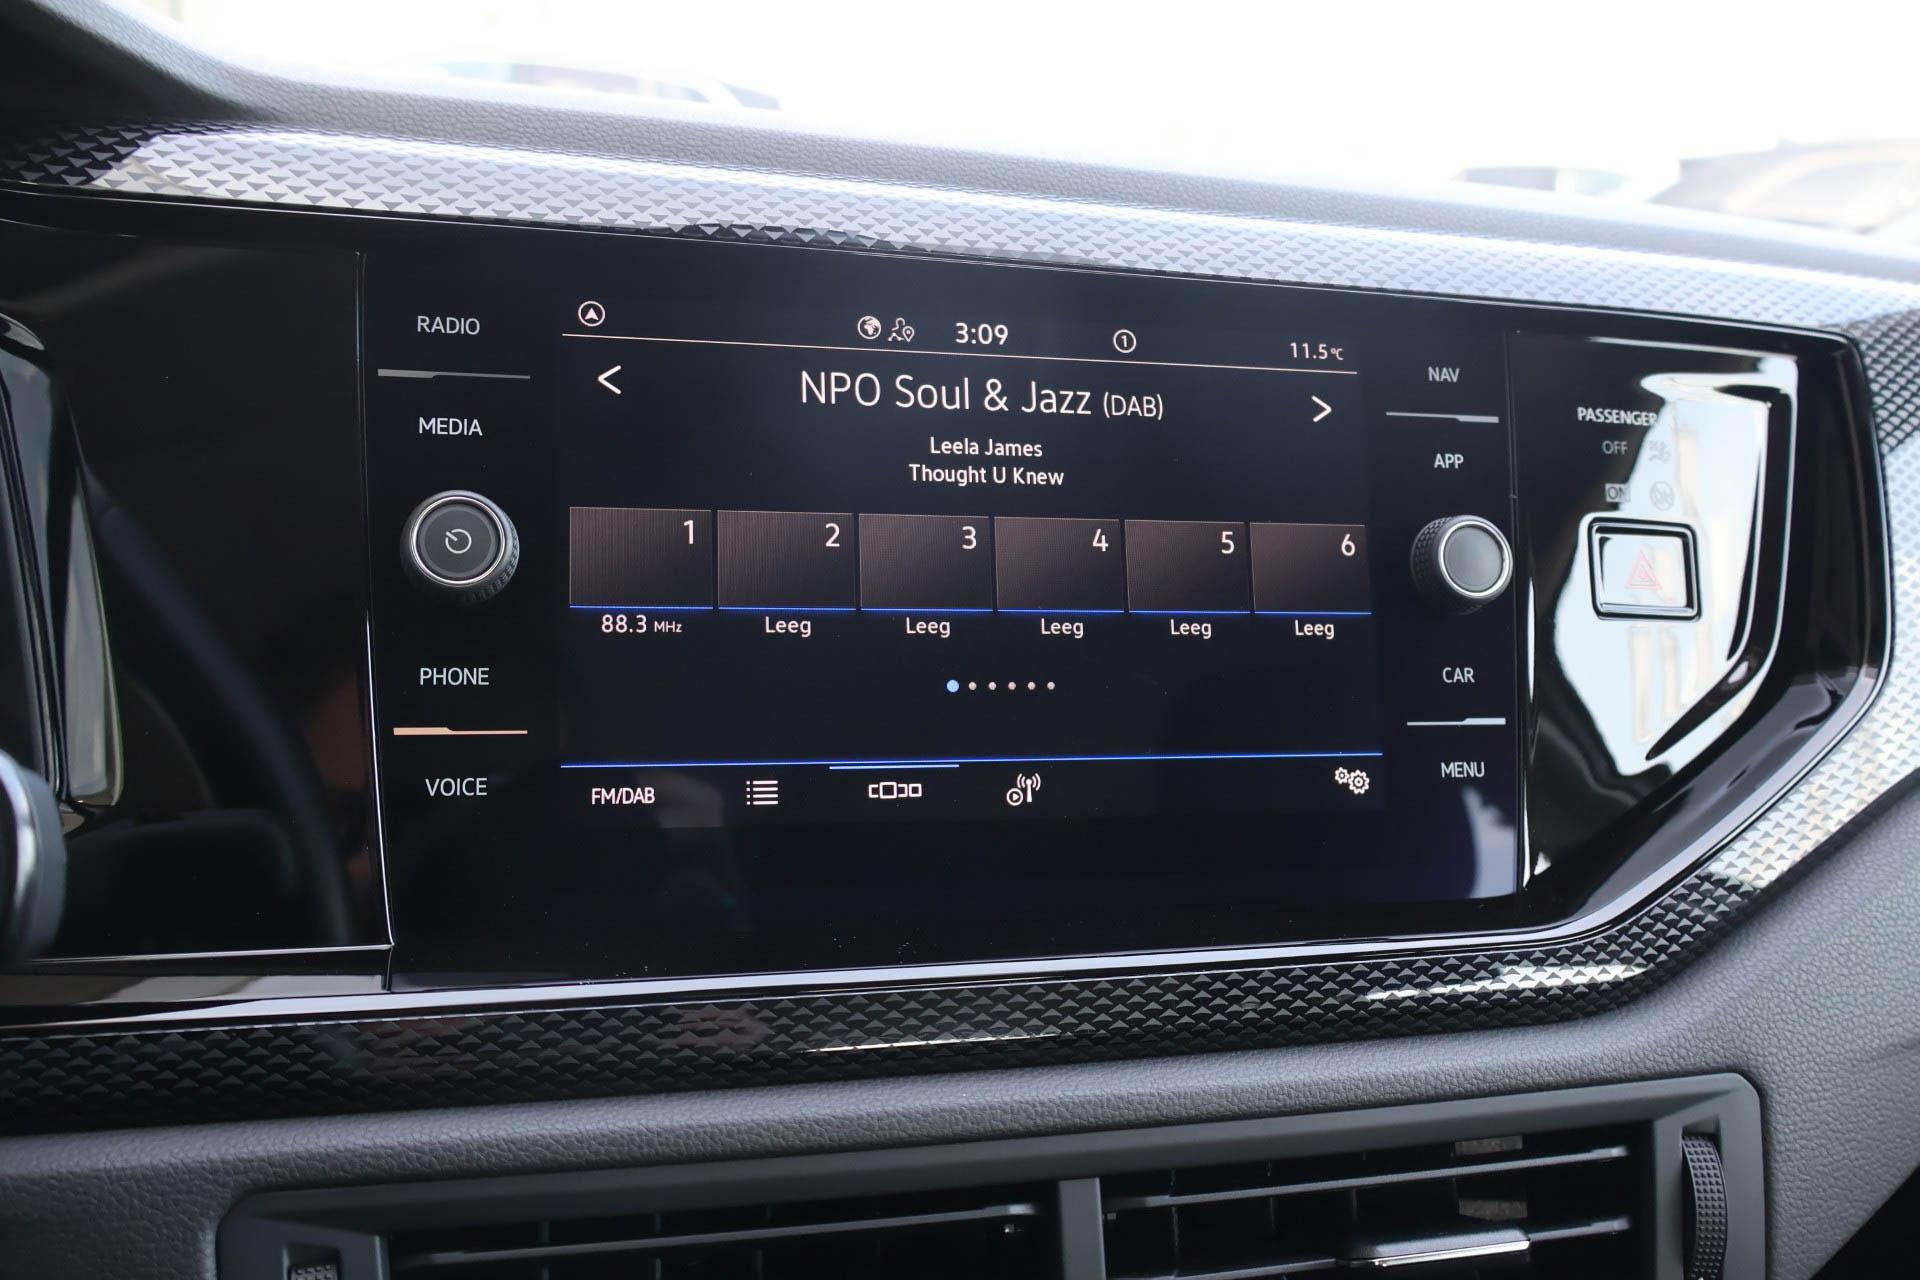 RADIO
MEDIA
PHONE
VOICE
3:09
1
11.5°C
< NPO Soul & Jazz (DAB) >
Leela James
Thought U Knew
1 2 3 4 5 6
88.3 MHz Leeg Leeg Leeg Leeg Leeg
FM/DAB
NAV
APP
CAR
MENU
PASSENGER
OFF
ON